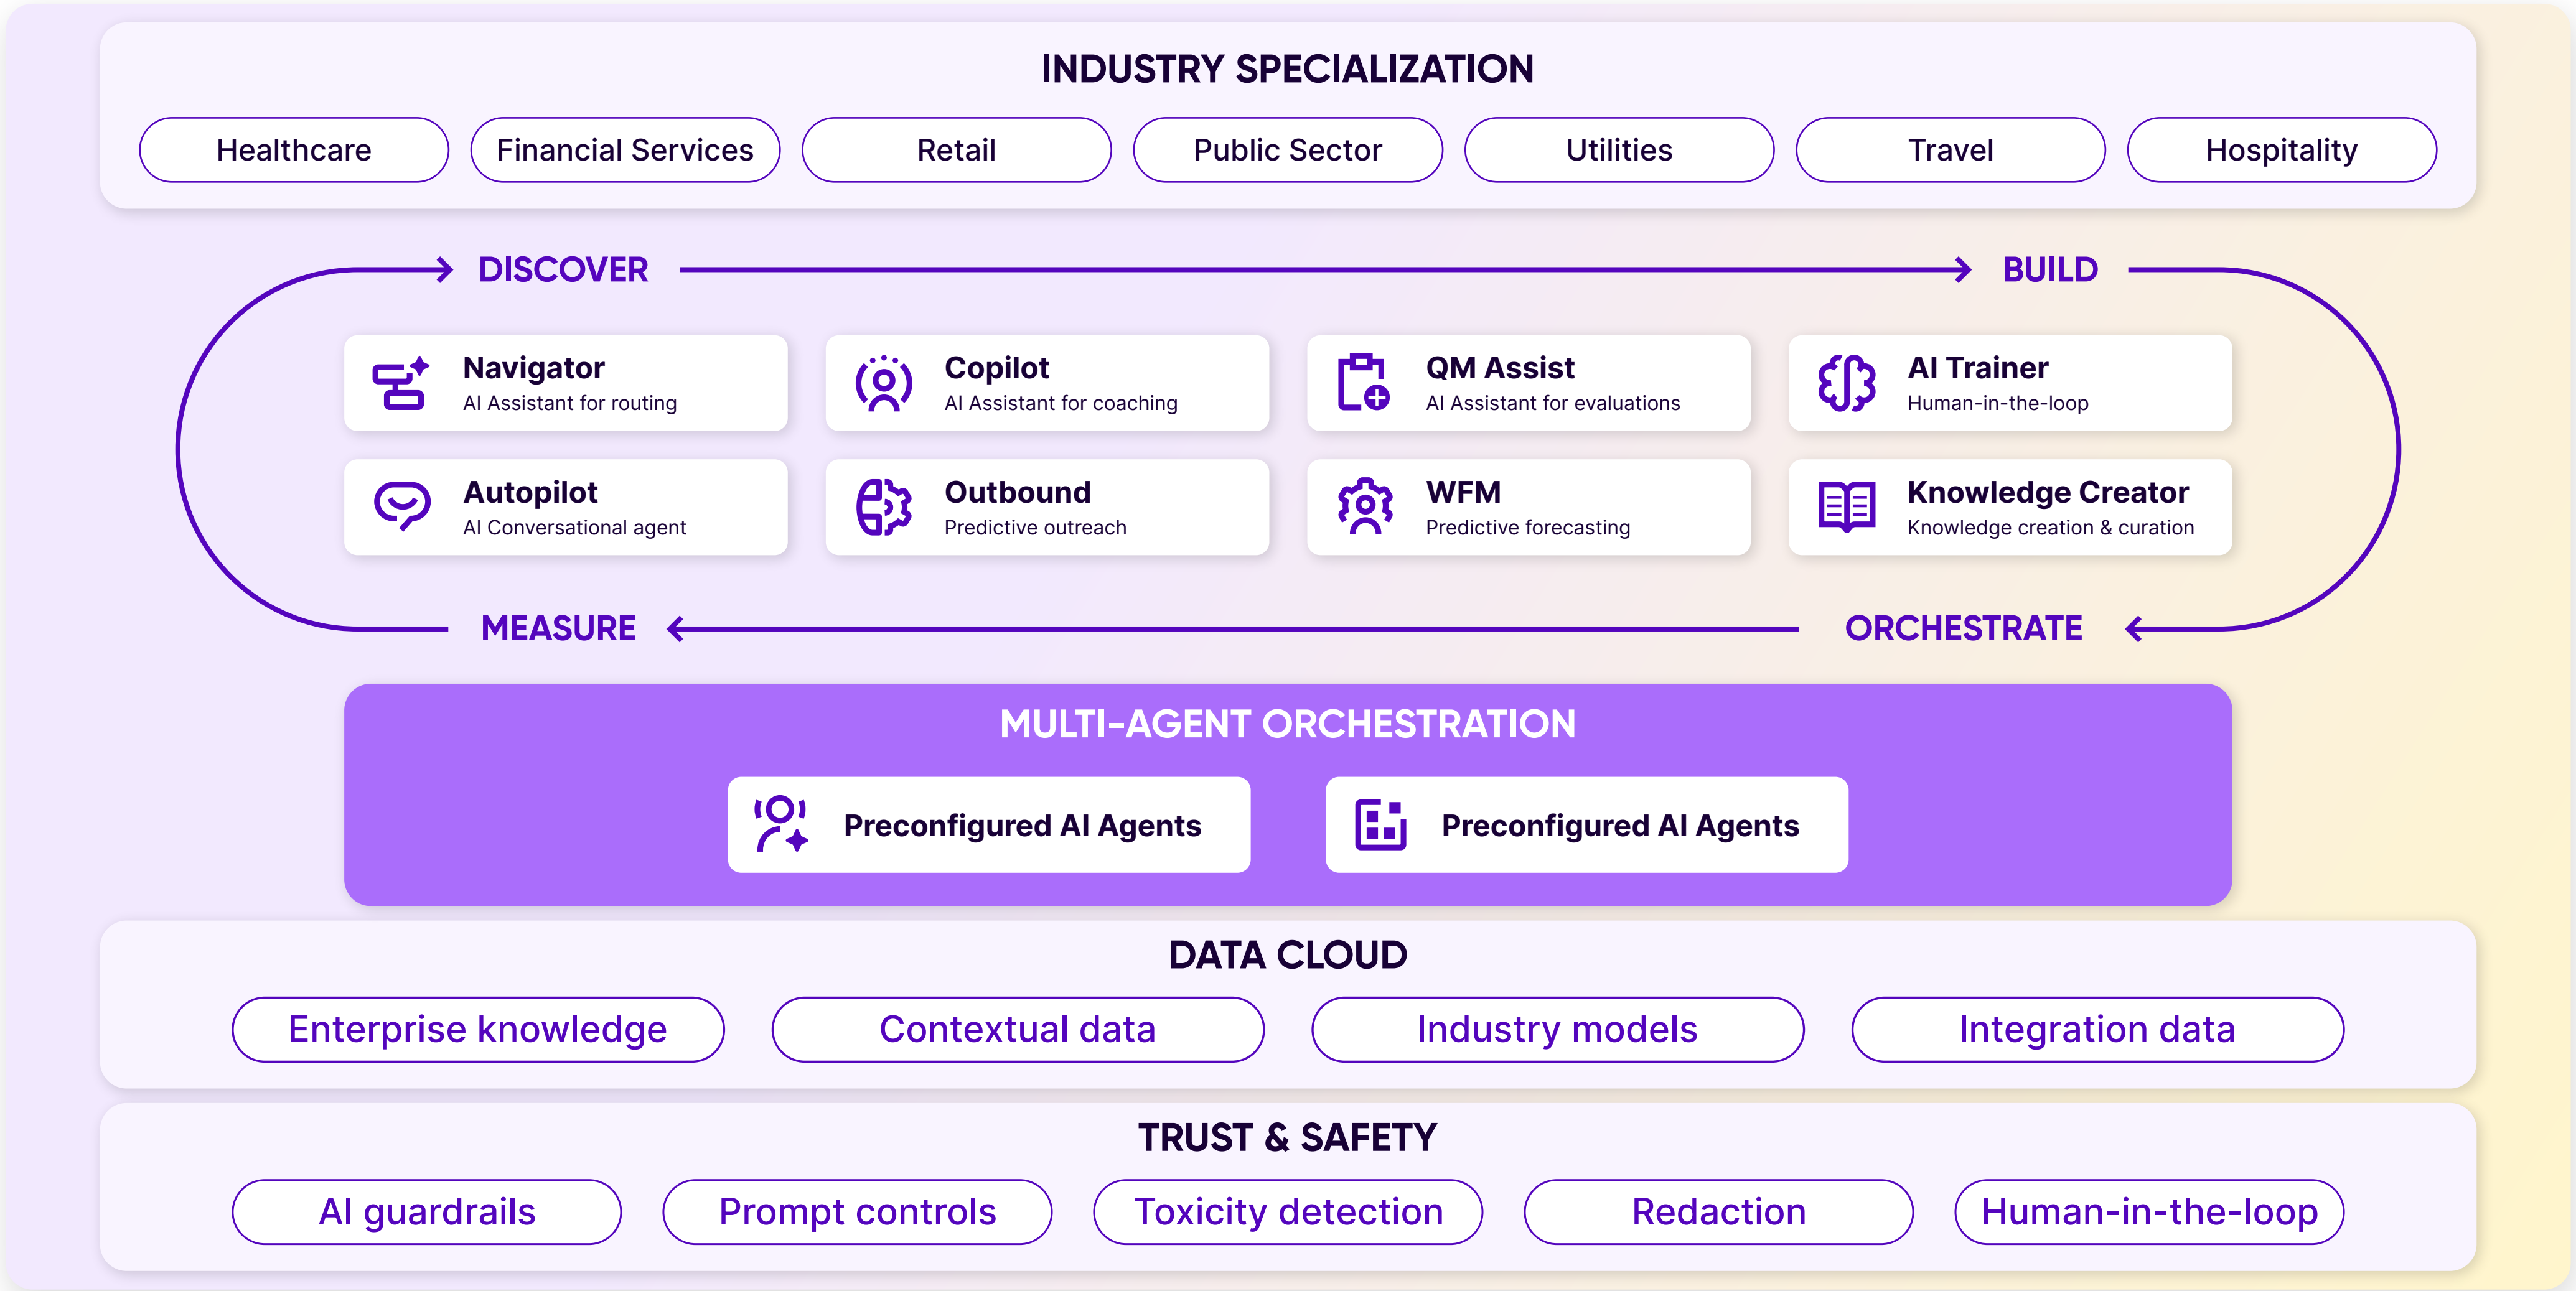 INDUSTRY SPECIALIZATION
Healthcare
Financial Services
Retail
Public Sector
Utilities
Travel
Hospitality
DISCOVER
BUILD
Navigator
AI Assistant for routing
Copilot
AI Assistant for coaching
QM Assist
AI Assistant for evaluations
AI Trainer
Human-in-the-loop
Autopilot
AI Conversational agent
Outbound
Predictive outreach
WFM
Predictive forecasting
Knowledge Creator
Knowledge creation & curation
MEASURE
ORCHESTRATE
MULTI-AGENT ORCHESTRATION
Preconfigured AI Agents
Preconfigured AI Agents
DATA CLOUD
Enterprise knowledge
Contextual data
Industry models
Integration data
TRUST & SAFETY
AI guardrails
Prompt controls
Toxicity detection
Redaction
Human-in-the-loop